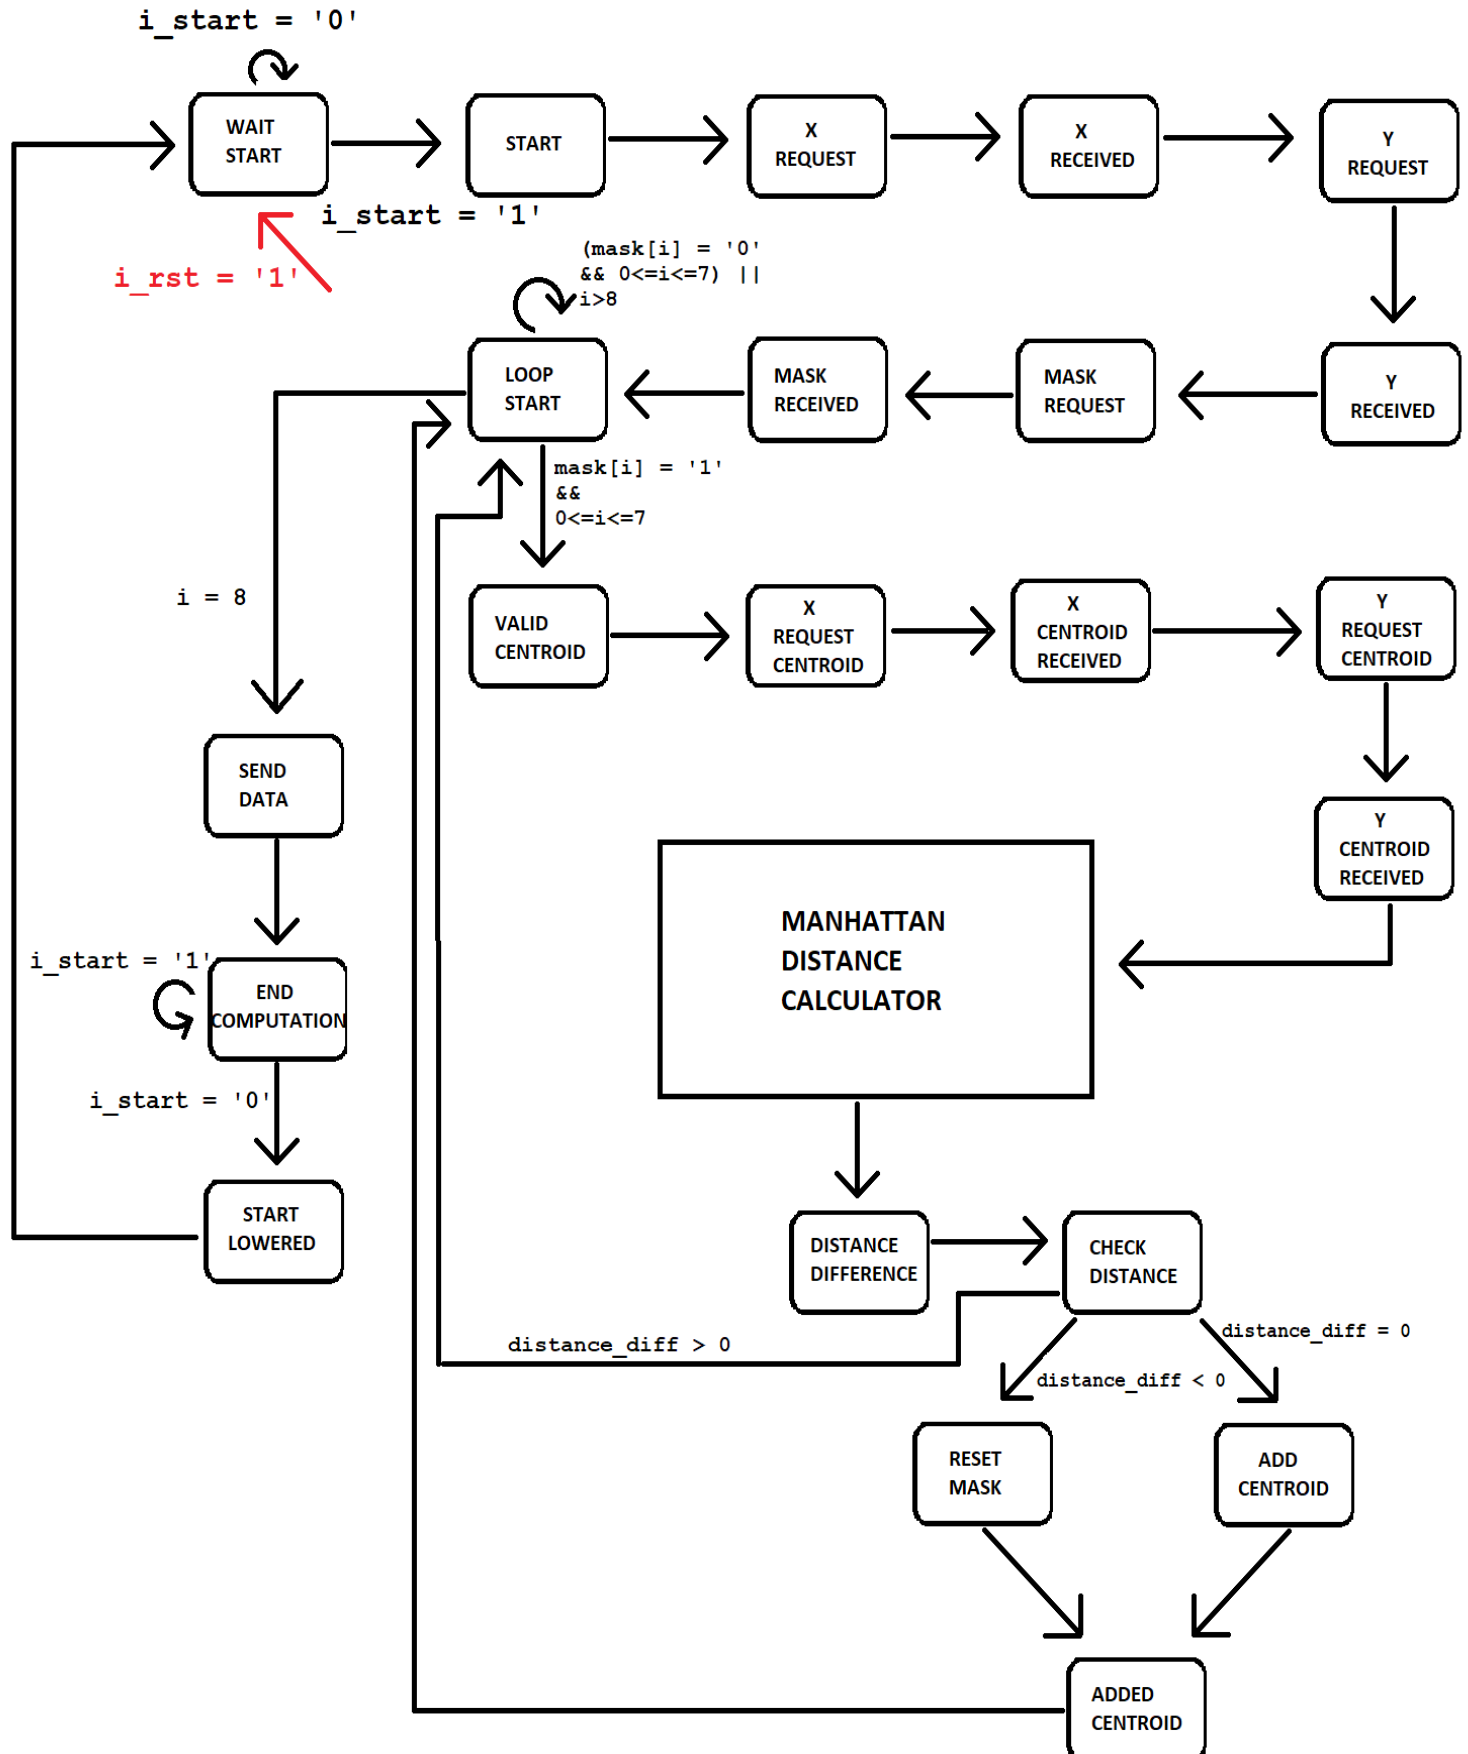 i_start = '0'
WAIT
START
START
X
REQUEST
X
RECEIVED
Y
REQUEST
i_start = '1'
i_rst = '1'
(mask[i] = '0'
&& 0<=i<=7) ||
i>8
LOOP
START
MASK
RECEIVED
MASK
REQUEST
Y
RECEIVED
mask[i] = '1'
&&
0<=i<=7
i = 8
VALID
CENTROID
X
REQUEST
CENTROID
X
CENTROID
RECEIVED
Y
REQUEST
CENTROID
SEND
DATA
Y
CENTROID
RECEIVED
MANHATTAN
DISTANCE
CALCULATOR
i_start = '1'
END
COMPUTATION
i_start = '0'
START
LOWERED
DISTANCE
DIFFERENCE
CHECK
DISTANCE
distance_diff > 0
distance_diff = 0
distance_diff < 0
RESET
MASK
ADD
CENTROID
ADDED
CENTROID